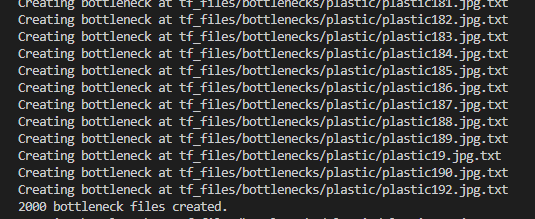 Creating bottleneck at tf_files/bottlenecks/plastic/plastic181.jpg.txt
Creating bottleneck at tf_files/bottlenecks/plastic/plastic182.jpg.txt
Creating bottleneck at tf_files/bottlenecks/plastic/plastic183.jpg.txt
Creating bottleneck at tf_files/bottlenecks/plastic/plastic184.jpg.txt
Creating bottleneck at tf_files/bottlenecks/plastic/plastic185.jpg.txt
Creating bottleneck at tf_files/bottlenecks/plastic/plastic186.jpg.txt
Creating bottleneck at tf_files/bottlenecks/plastic/plastic187.jpg.txt
Creating bottleneck at tf_files/bottlenecks/plastic/plastic188.jpg.txt
Creating bottleneck at tf_files/bottlenecks/plastic/plastic189.jpg.txt
Creating bottleneck at tf_files/bottlenecks/plastic/plastic19.jpg.txt
Creating bottleneck at tf_files/bottlenecks/plastic/plastic190.jpg.txt
Creating bottleneck at tf_files/bottlenecks/plastic/plastic192.jpg.txt
2000 bottleneck files created.